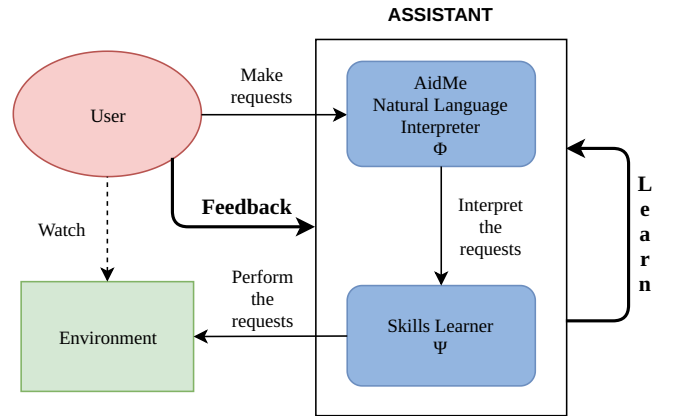 ASSISTANT
User
Make
requests
AidMe
Natural Language
Interpreter
Φ
Feedback
Watch
Interpret
the
requests
L
e
a
r
n
Perform
the
requests
Environment
Skills Learner
Ψ